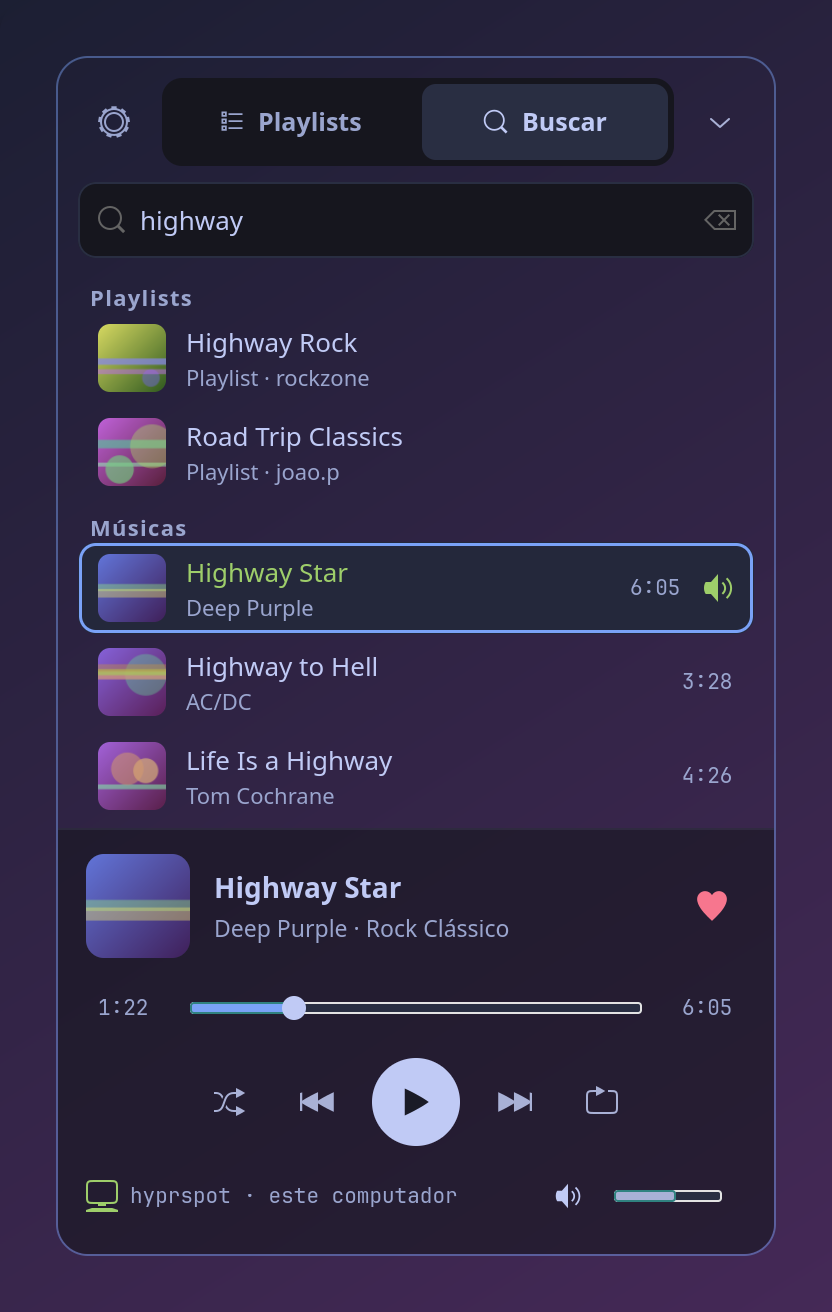 Playlists
Buscar
highway
Playlists
Highway Rock
Playlist · rockzone
Road Trip Classics
Playlist · joao.p
Músicas
Highway Star
Deep Purple
6:05
Highway to Hell
AC/DC
3:28
Life Is a Highway
Tom Cochrane
4:26
Highway Star
Deep Purple · Rock Clássico
1:22
6:05
hyprspot · este computador